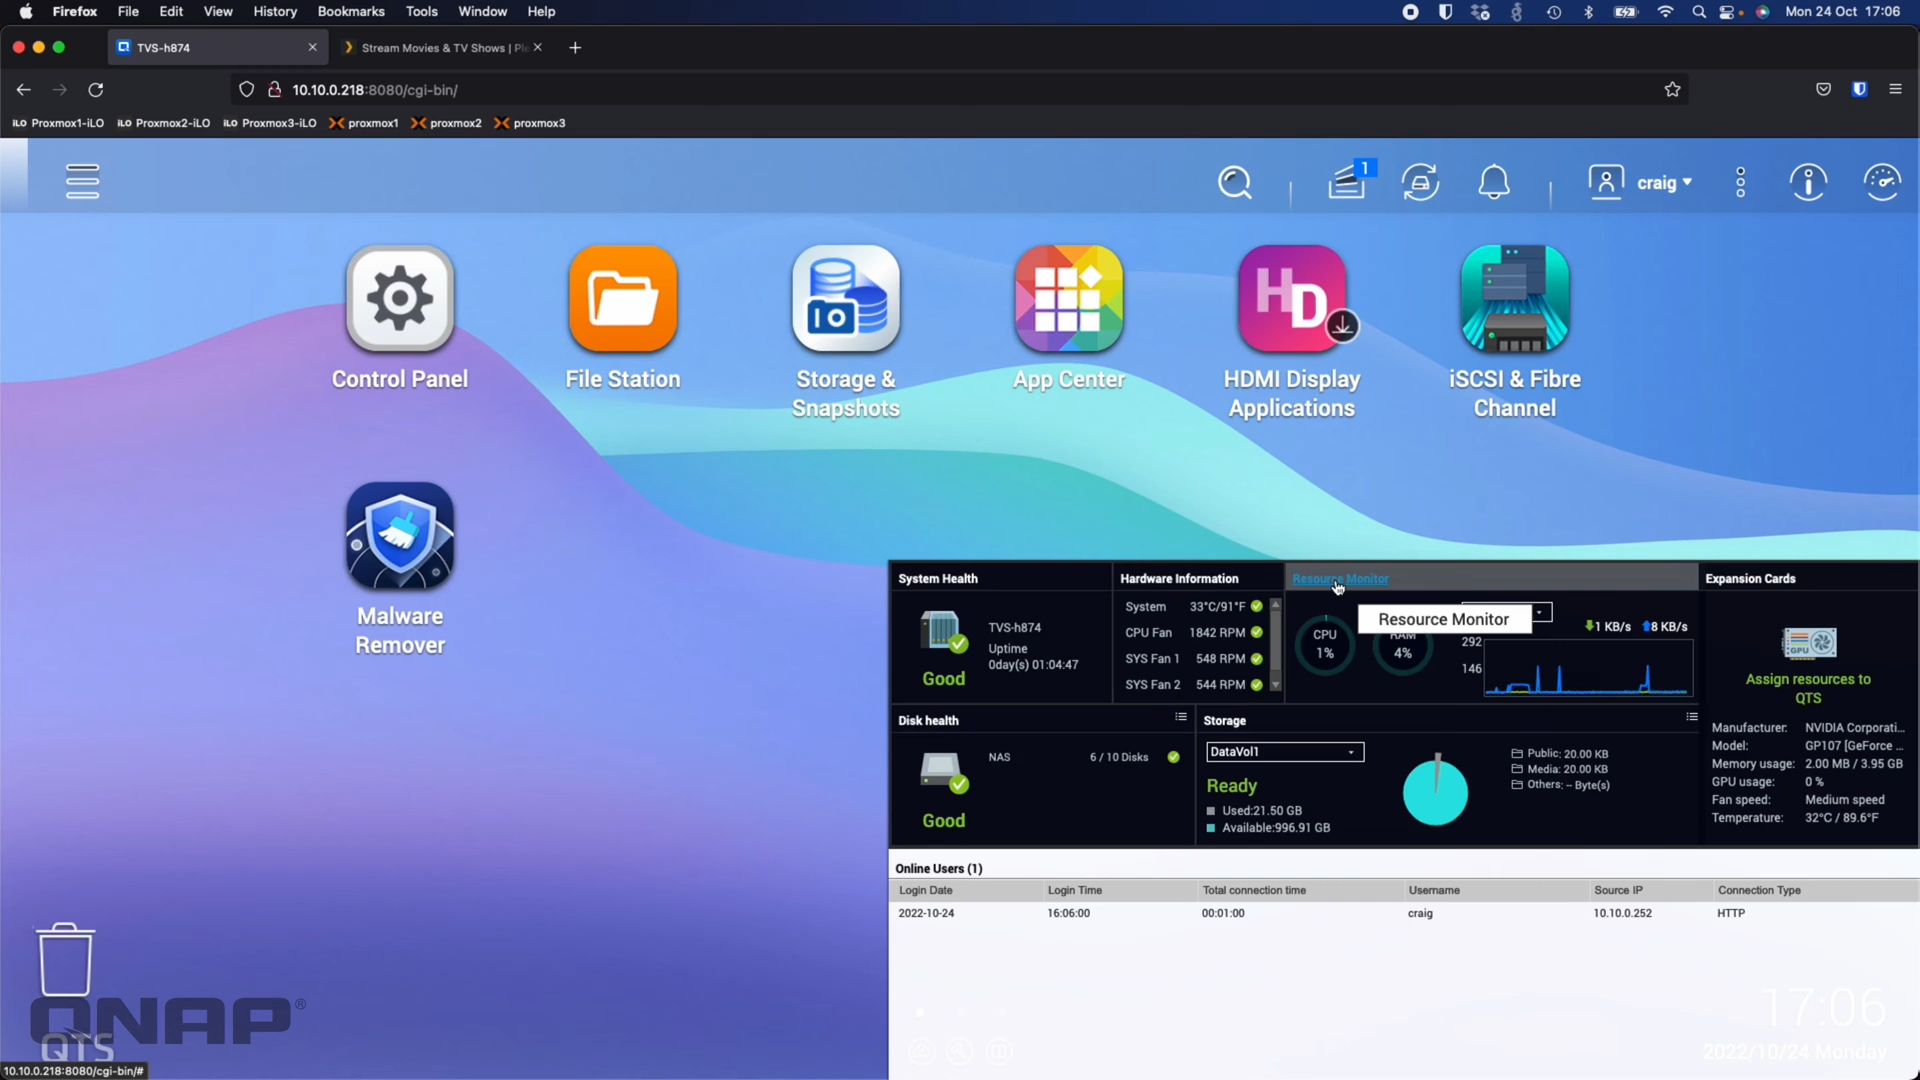 Firefox File Edit View History Bookmarks Tools Window Help
Mon 24 Oct 17:06
TVS-h874
Stream Movies & TV Shows | Ple
10.10.0.218:8080/cgi-bin/
iLO Proxmox1-iLO iLO Proxmox2-iLO iLO Proxmox3-iLO proxmox1 proxmox2 proxmox3
1
craig
Control Panel
File Station
Storage & Snapshots
App Center
HD
HDMI Display Applications
iSCSI & Fibre Channel
Malware Remover
System Health
TVS-h874
Uptime
0day(s) 01:04:47
Good
Hardware Information
System 33°C/91°F
CPU Fan 1842 RPM
SYS Fan 1 548 RPM
SYS Fan 2 544 RPM
Resource Monitor
Resource Monitor
CPU 1%
RAM 4%
1 KB/s 8 KB/s
292
146
Expansion Cards
GPU
Assign resources to QTS
Manufacturer: NVIDIA Corporati...
Model: GP107 [GeForce ...
Memory usage: 2.00 MB / 3.95 GB
GPU usage: 0 %
Fan speed: Medium speed
Temperature: 32°C / 89.6°F
Disk health
NAS 6 / 10 Disks
Good
Storage
DataVol1
Ready
Used:21.50 GB
Available:996.91 GB
Public: 20.00 KB
Media: 20.00 KB
Others: -- Byte(s)
Online Users (1)
Login Date Login Time Total connection time Username Source IP Connection Type
2022-10-24 16:06:00 00:01:00 craig 10.10.0.252 HTTP
QNAP®
QTS
17:06
2022/10/24 Monday
10.10.0.218:8080/cgi-bin/#